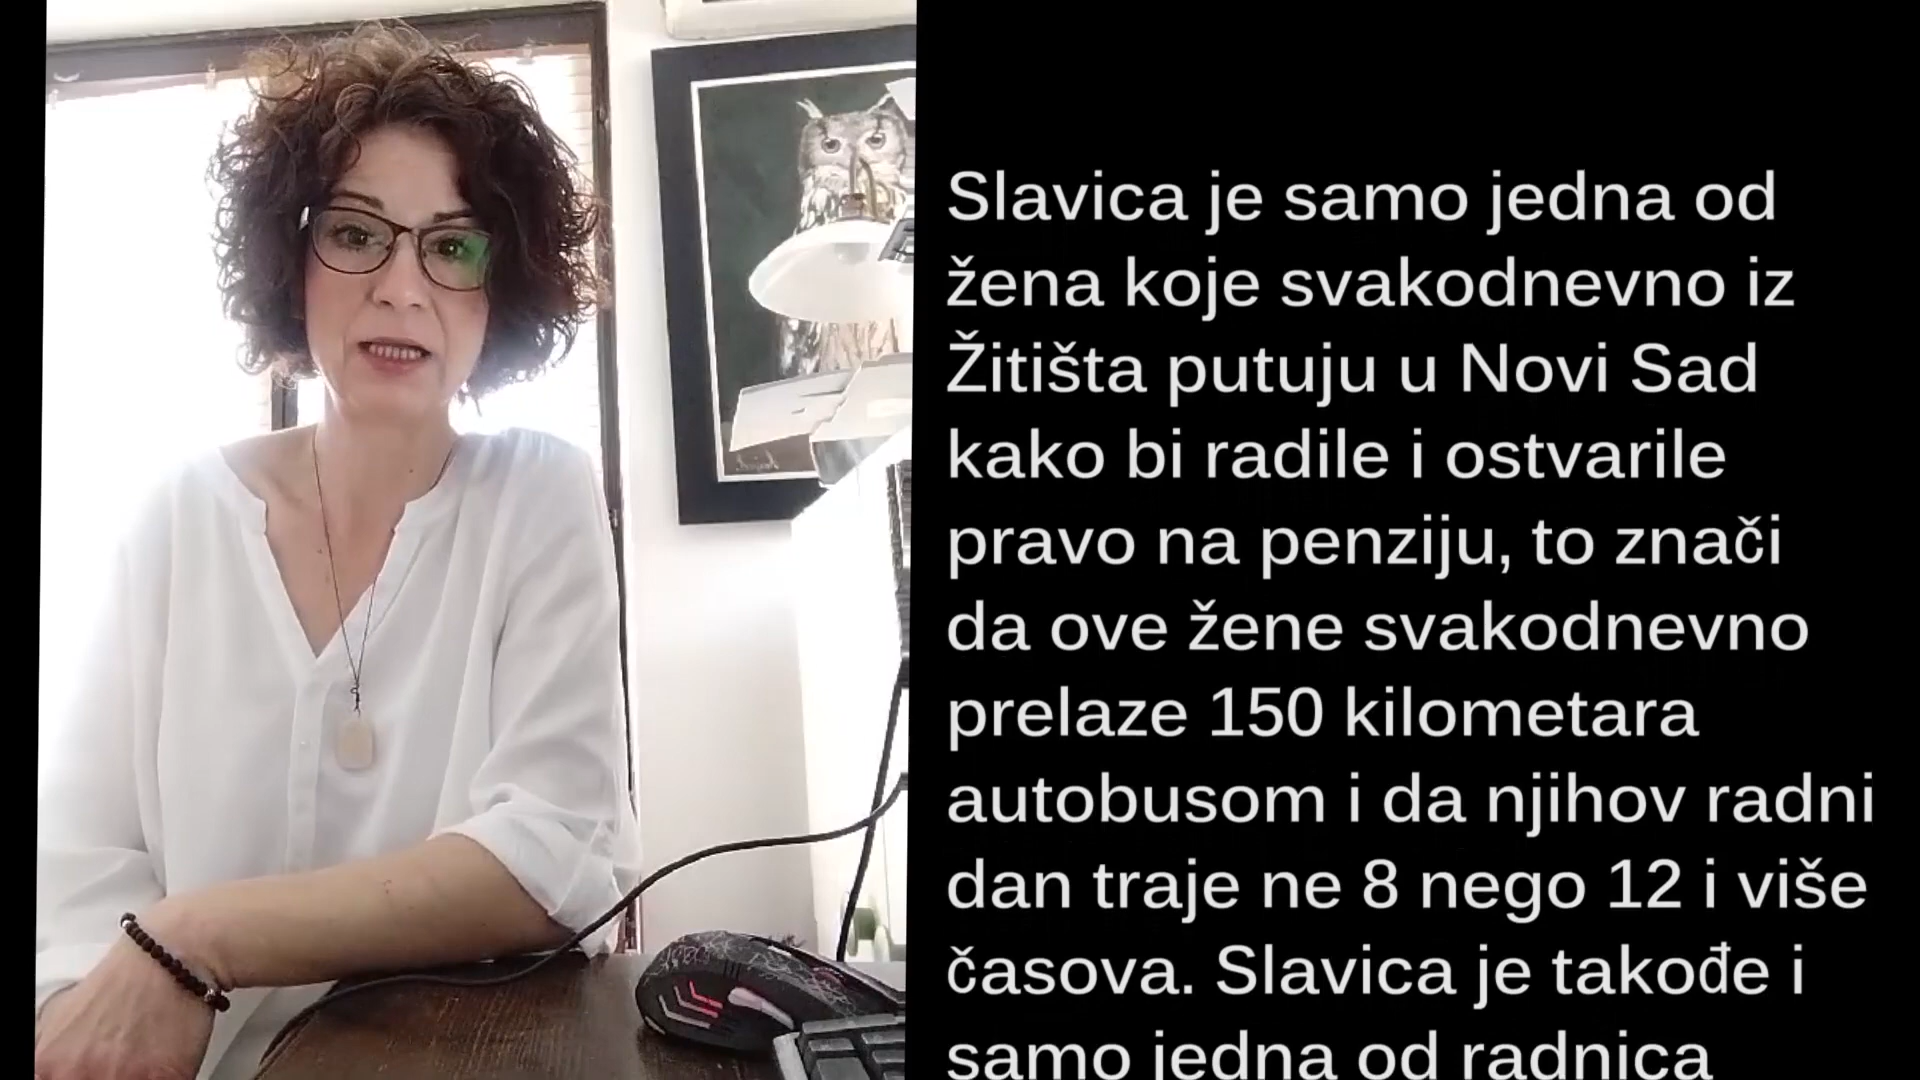 Slavica je samo jedna od
žena koje svakodnevno iz
Žitišta putuju u Novi Sad
kako bi radile i ostvarile
pravo na penziju, to znači
da ove žene svakodnevno
prelaze 150 kilometara
autobusom i da njihov radni
dan traje ne 8 nego 12 i više
časova. Slavica je takođe i
samo jedna od radnica